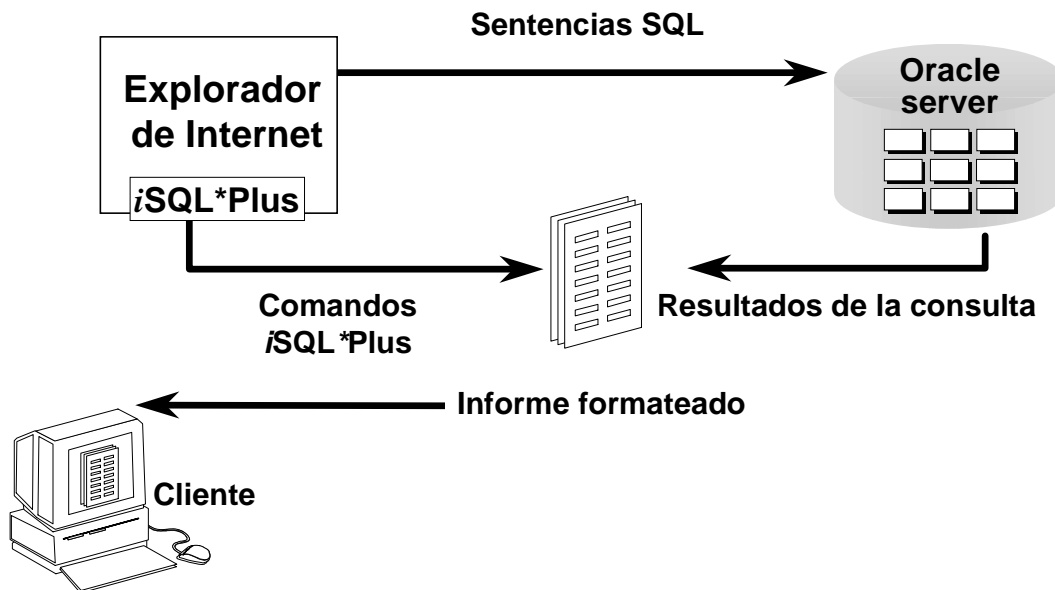 Sentencias SQL
Explorador
de Internet
iSQL*Plus
Oracle
server
Comandos
iSQL*Plus
Resultados de la consulta
Informe formateado
Cliente